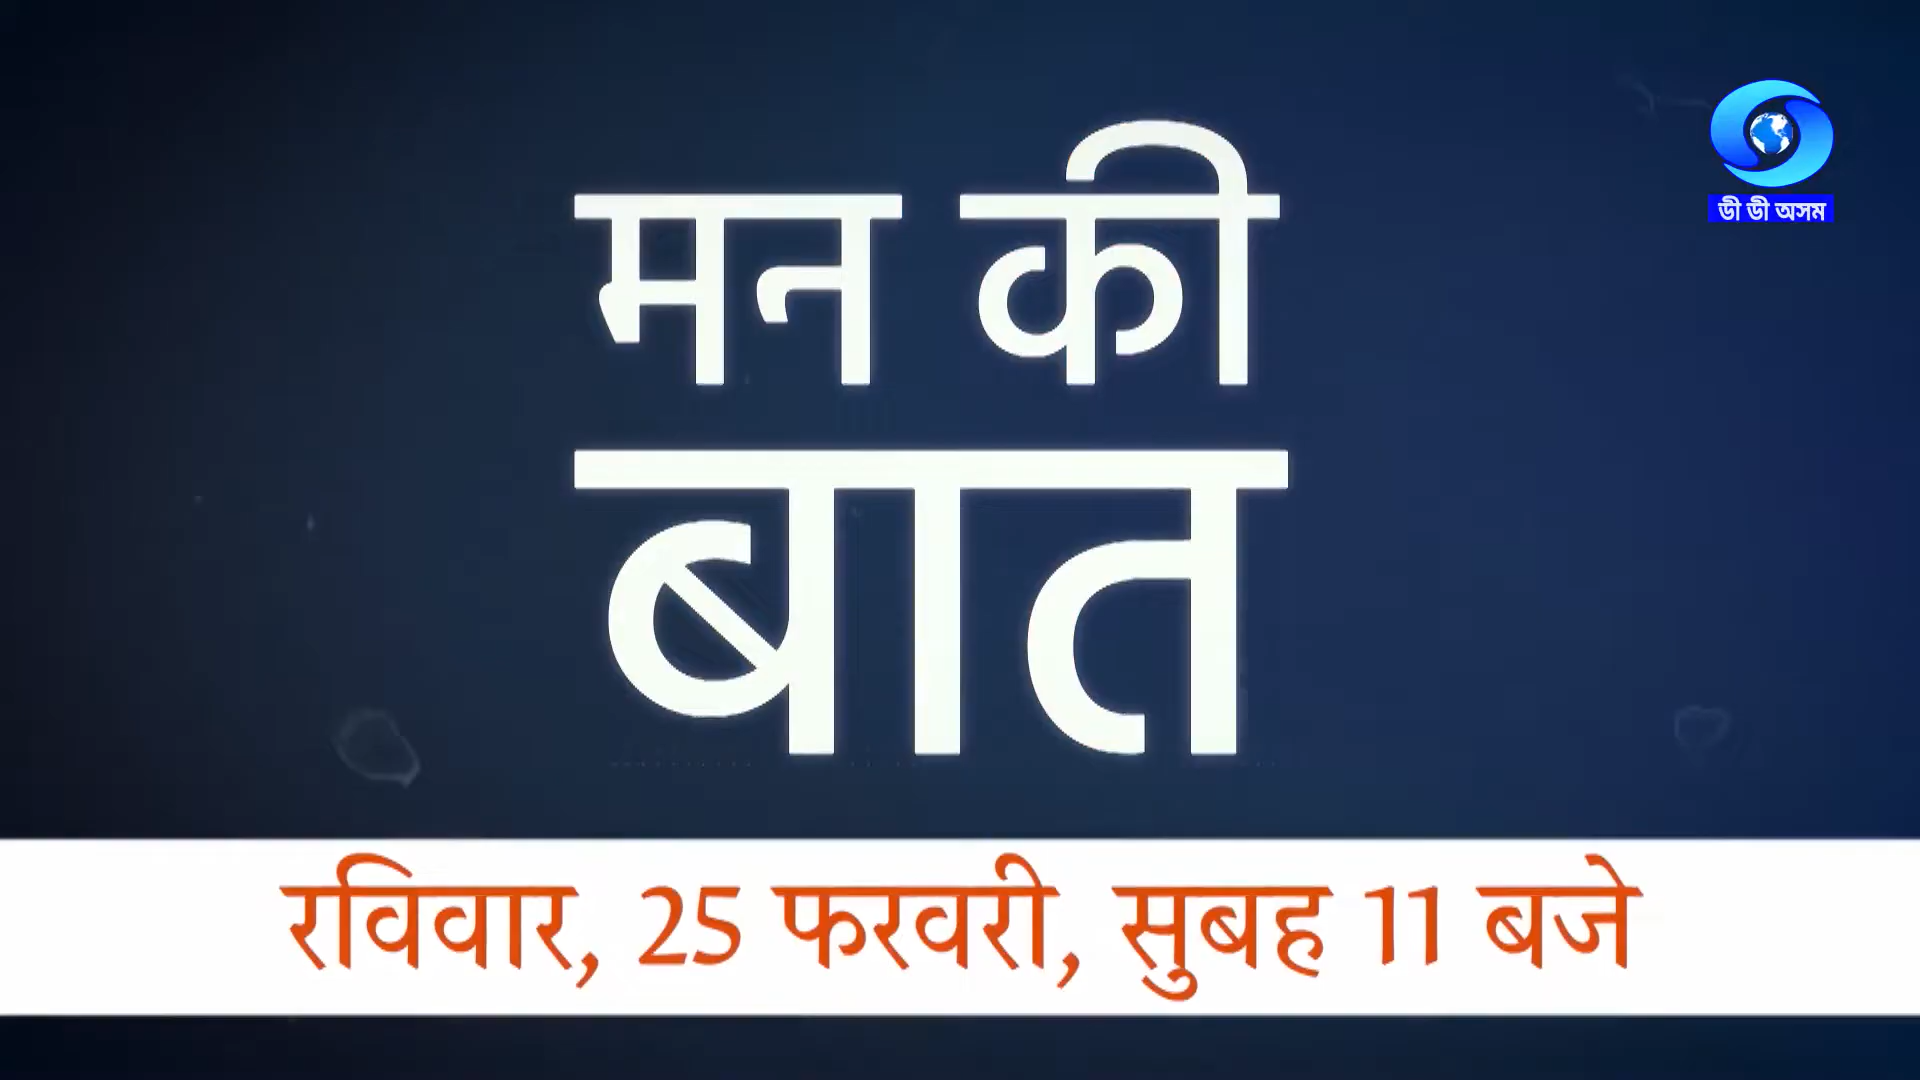 मन की
बात
डी डी অসম
रविवार, 25 फरवरी, सुबह 11 बजे